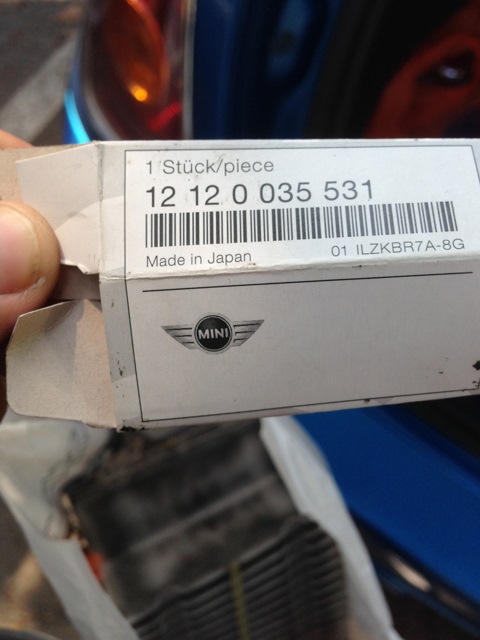 1 Stück/piece
12 12 0 035 531
Made in Japan 01 ILZKBR7A-8G
MINI